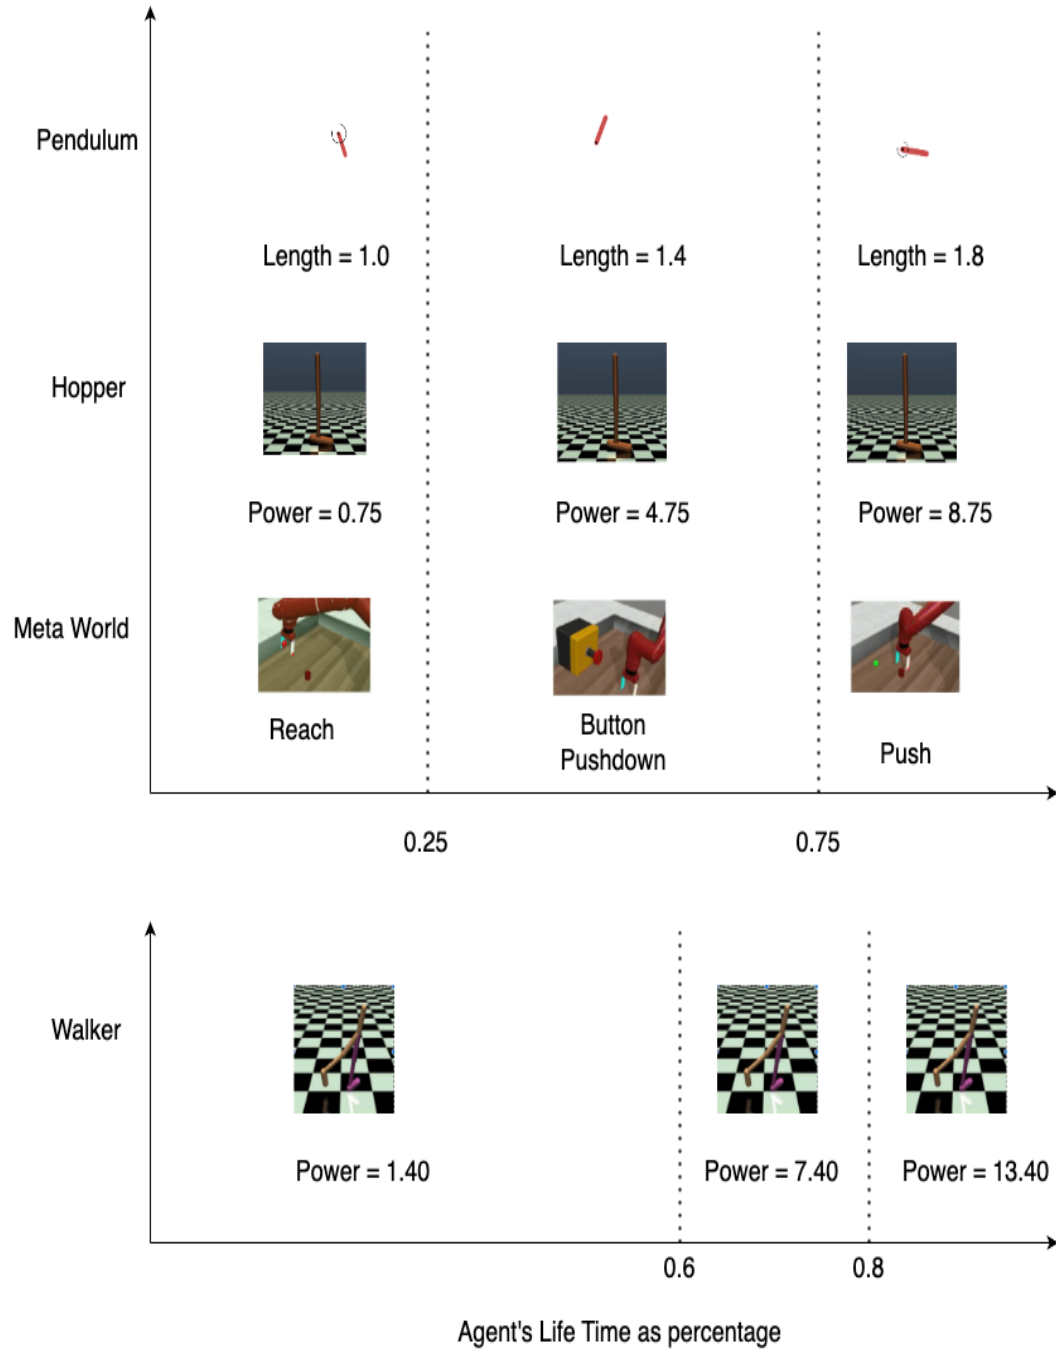 Pendulum
Length = 1.0
Length = 1.4
Length = 1.8
Hopper
Power = 0.75
Power = 4.75
Power = 8.75
Meta World
Reach
Button
Pushdown
Push
0.25
0.75
Walker
Power = 1.40
Power = 7.40
Power = 13.40
0.6
0.8
Agent's Life Time as percentage